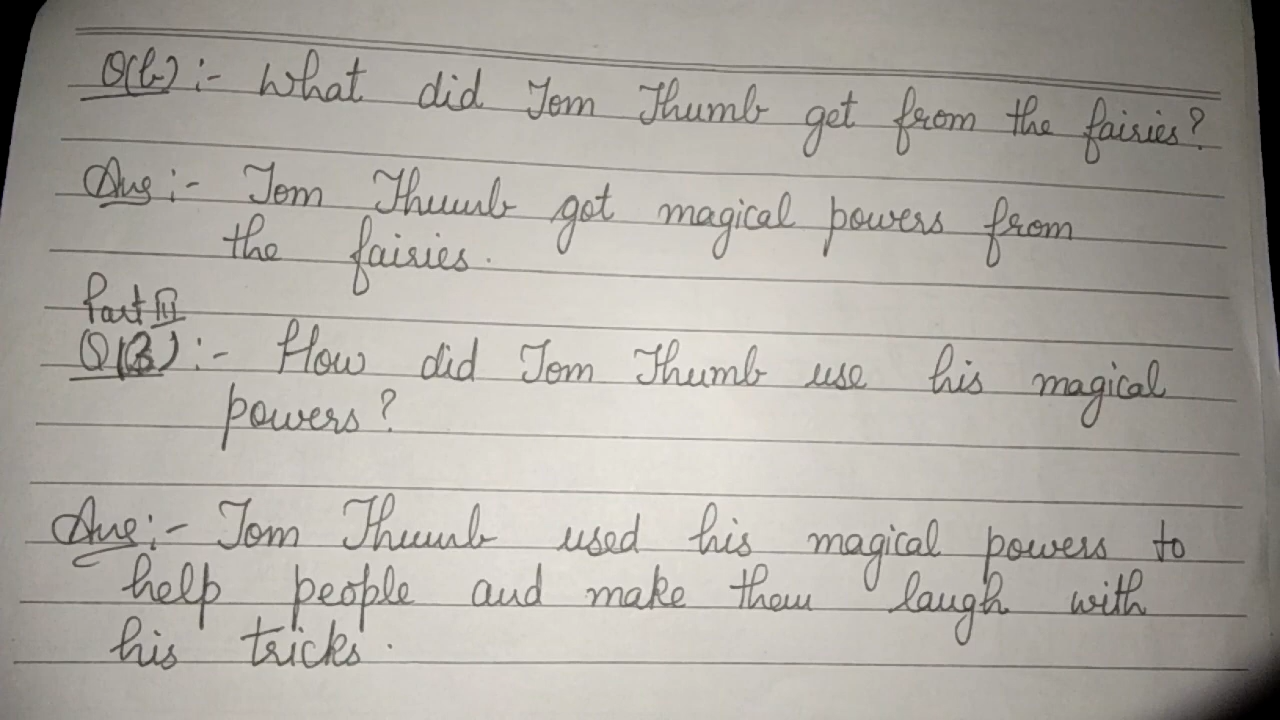 Q(b):- What did Tom Thumb get from the fairies?
Ans:- Tom Thumb got magical powers from
the fairies.
Part III
Q(B):- How did Tom Thumb use his magical
powers?
Ans:- Tom Thumb used his magical powers to
help people and make them laugh with
his tricks.